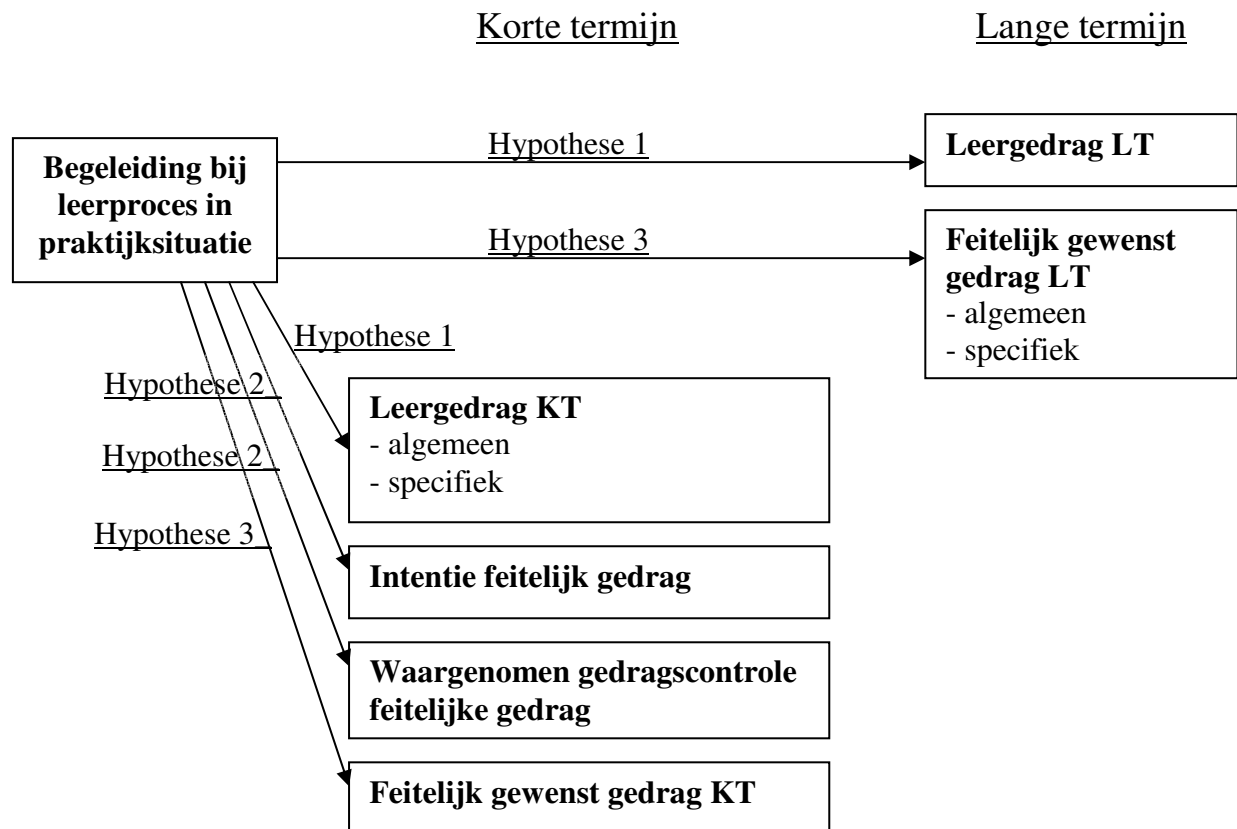 Korte termijn
Lange termijn
Begeleiding bij
leerproces in
praktijksituatie
Hypothese 1
Leergedrag LT
Hypothese 3
Feitelijk gewenst
gedrag LT
- algemeen
- specifiek
Hypothese 1
Hypothese 2
Hypothese 2
Hypothese 3
Leergedrag KT
- algemeen
- specifiek
Intentie feitelijk gedrag
Waargenomen gedragscontrole
feitelijke gedrag
Feitelijk gewenst gedrag KT